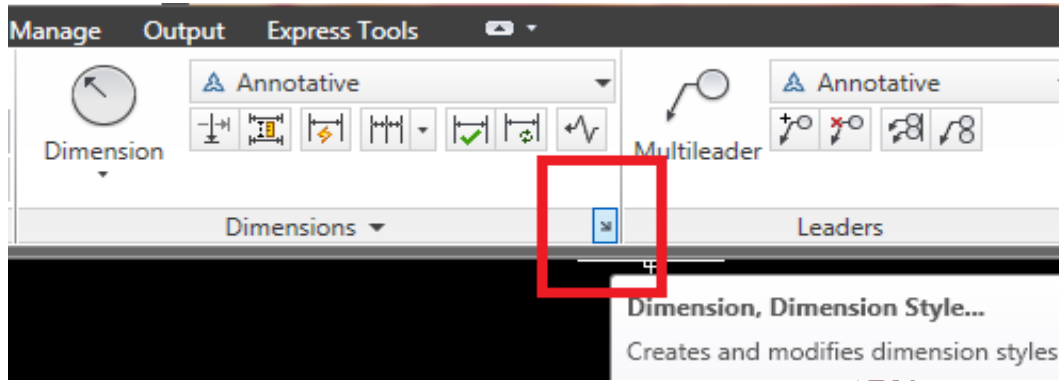 Manage Output Express Tools
Annotative
Annotative
Dimension
Multileader
Dimensions
Leaders
Dimension, Dimension Style...
Creates and modifies dimension styles